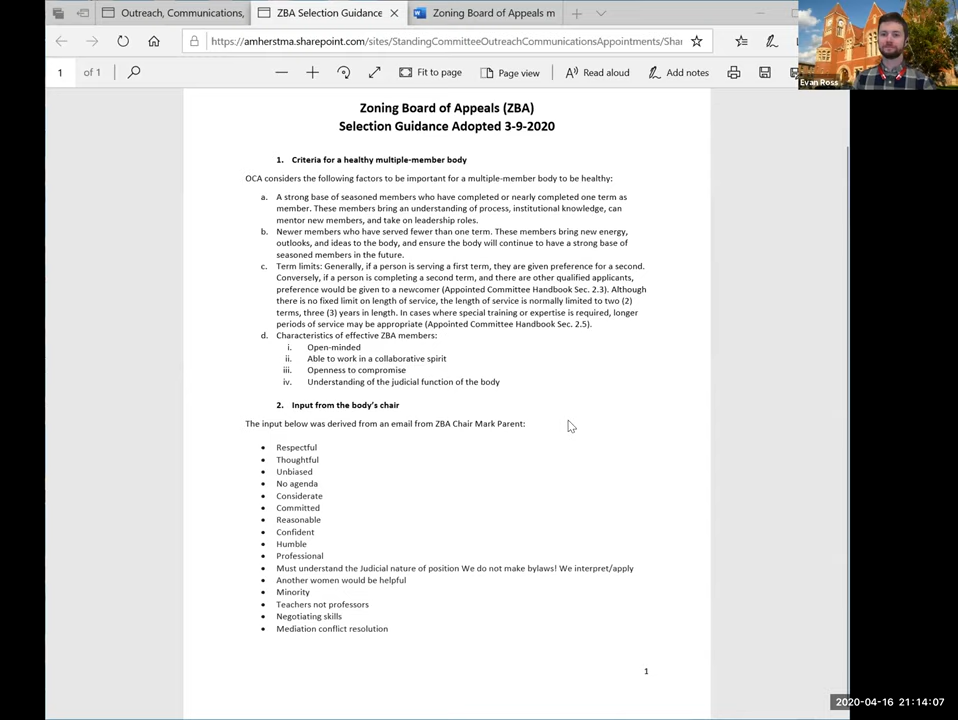 Outreach, Communications,
ZBA Selection Guidance
Zoning Board of Appeals m
https://amherstma.sharepoint.com/sites/StandingCommitteeOutreachCommunicationsAppointments/Shar
1 of 1
Fit to page
Page view
Read aloud
Add notes
Evan Ross
Zoning Board of Appeals (ZBA)
Selection Guidance Adopted 3-9-2020
1. Criteria for a healthy multiple-member body
OCA considers the following factors to be important for a multiple-member body to be healthy:
a. A strong base of seasoned members who have completed or nearly completed one term as
member. These members bring an understanding of process, institutional knowledge, can
mentor new members, and take on leadership roles.
b. Newer members who have served fewer than one term. These members bring new energy,
outlooks, and ideas to the body, and ensure the body will continue to have a strong base of
seasoned members in the future.
c. Term limits: Generally, if a person is serving a first term, they are given preference for a second.
Conversely, if a person is completing a second term, and there are other qualified applicants,
preference would be given to a newcomer (Appointed Committee Handbook Sec. 2.3). Although
there is no fixed limit on length of service, the length of service is normally limited to two (2)
terms, three (3) years in length. In cases where special training or expertise is required, longer
periods of service may be appropriate (Appointed Committee Handbook Sec. 2.5).
d. Characteristics of effective ZBA members:
i. Open-minded
ii. Able to work in a collaborative spirit
iii. Openness to compromise
iv. Understanding of the judicial function of the body
2. Input from the body's chair
The input below was derived from an email from ZBA Chair Mark Parent:
• Respectful
• Thoughtful
• Unbiased
• No agenda
• Considerate
• Committed
• Reasonable
• Confident
• Humble
• Professional
• Must understand the Judicial nature of position We do not make bylaws! We interpret/apply
• Another women would be helpful
• Minority
• Teachers not professors
• Negotiating skills
• Mediation conflict resolution
1
2020-04-16 21:14:07